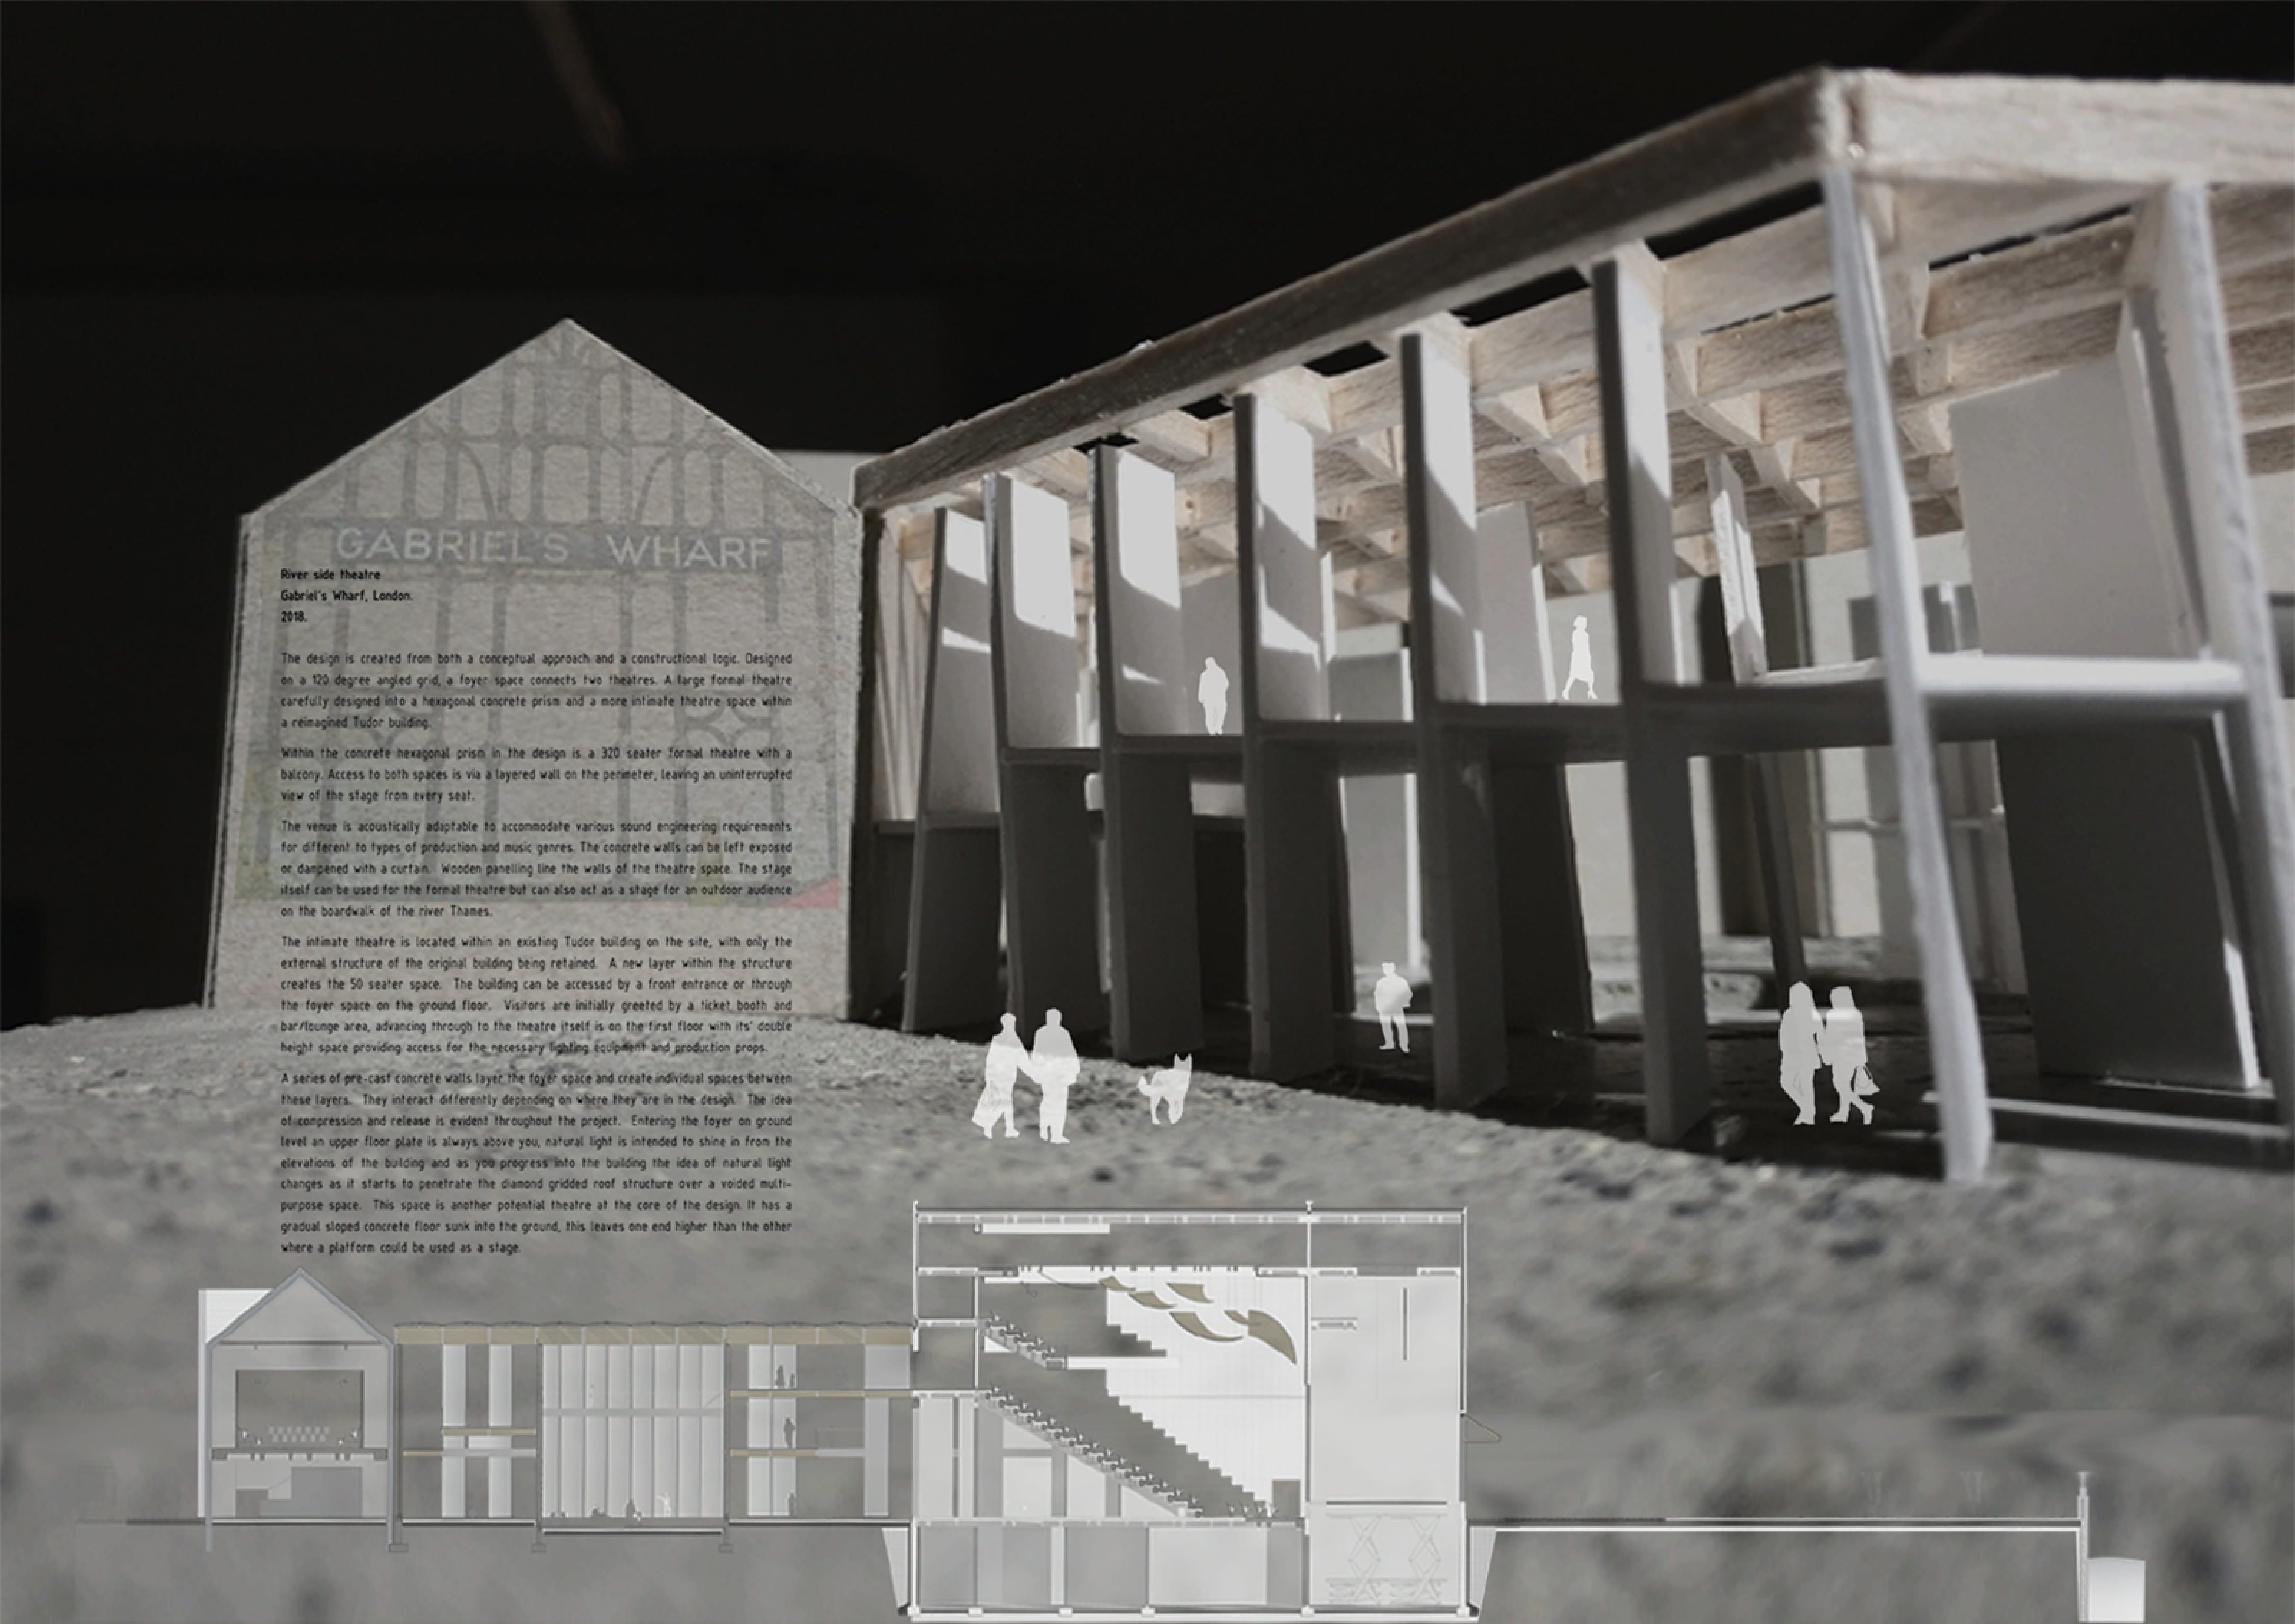 GABRIEL'S WHARF
River side theatre
Gabriel's Wharf, London.
2018.
The design is created from both a conceptual approach and a constructional logic. Designed
on a 120 degree angled grid, a foyer space connects two theatres. A large formal theatre
carefully designed into a hexagonal concrete prism and a more intimate theatre space within
a reimagined Tudor building.
Within the concrete hexagonal prism in the design is a 320 seater formal theatre with a
balcony. Access to both spaces is via a layered wall on the perimeter, leaving an uninterrupted
view of the stage from every seat.
The venue is acoustically adaptable to accommodate various sound engineering requirements
for different to types of production and music genres. The concrete walls can be left exposed
or dampened with a curtain. Wooden panelling line the walls of the theatre space. The stage
itself can be used for the formal theatre but can also act as a stage for an outdoor audience
on the boardwalk of the river Thames.
The intimate theatre is located within an existing Tudor building on the site, with only the
external structure of the original building being retained. A new layer within the structure
creates the 50 seater space. The building can be accessed by a front entrance or through
the foyer space on the ground floor. Visitors are initially greeted by a ticket booth and
bar/lounge area, advancing through to the theatre itself is on the first floor with its' double
height space providing access for the necessary lighting equipment and production props.
A series of pre-cast concrete walls layer the foyer space and create individual spaces between
these layers. They interact differently depending on where they are in the design. The idea
of compression and release is evident throughout the project. Entering the foyer on ground
level an upper floor plate is always above you, natural light is intended to shine in from the
elevations of the building and as you progress into the building the idea of natural light
changes as it starts to penetrate the diamond gridded roof structure over a voided multi-
purpose space. This space is another potential theatre at the core of the design. It has a
gradual sloped concrete floor sunk into the ground, this leaves one end higher than the other
where a platform could be used as a stage.